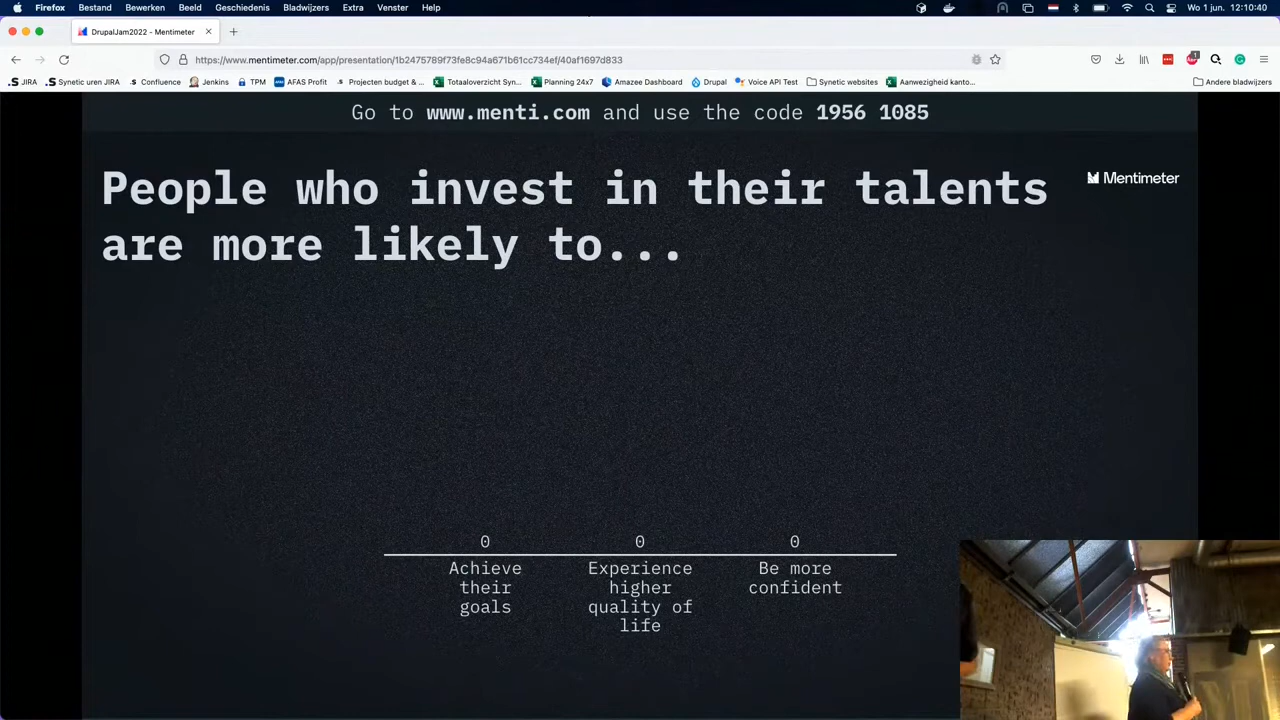 Firefox Bestand Bewerken Beeld Geschiedenis Bladwijzers Extra Venster Help Wo 1 jun. 12:10:40
DrupalJam2022 - Mentimeter
https://www.mentimeter.com/app/presentation/1b2475789f73fe8c94a671b61cc734ef/40af1697d833
JIRA Synetic uren JIRA Confluence Jenkins TPM AFAS Profit Projecten budget &... Totaaloverzicht Syn... Planning 24x7 Amazee Dashboard Drupal Voice API Test Synetic websites Aanwezigheid kanto... Andere bladwijzers
Go to www.menti.com and use the code 1956 1085
People who invest in their talents
are more likely to...
Mentimeter
0 0 0
Achieve
their
goals
Experience
higher
quality of
life
Be more
confident